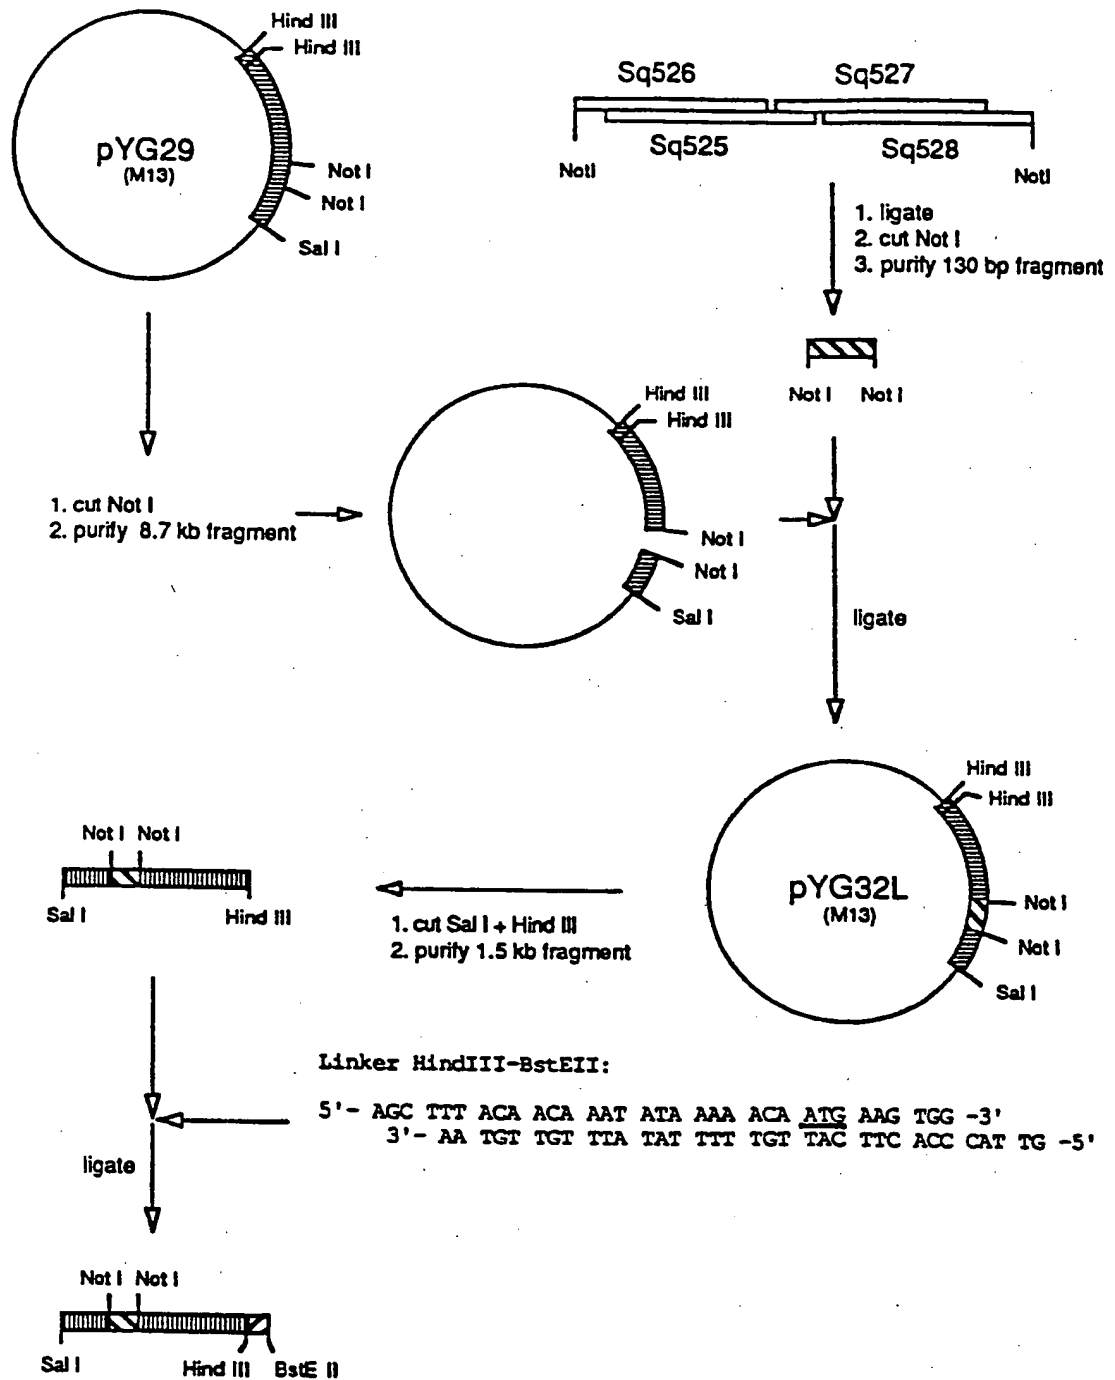 Hind III
Hind III
pYG29
(M13)
Not I
Not I
Sal I
Sq526
Sq527
Sq525
Sq528
NotI
NotI
1. ligate
2. cut Not I
3. purify 130 bp fragment
Not I
Not I
1. cut Not I
2. purify 8.7 kb fragment
Hind III
Hind III
Not I
Not I
Sal I
ligate
Hind III
Hind III
pYG32L
(M13)
Not I
Not I
Sal I
1. cut Sal I + Hind III
2. purify 1.5 kb fragment
Not I Not I
Sal I
Hind III
Linker HindIII-BstEII:
5'- AGC TTT ACA ACA AAT ATA AAA ACA ATG AAG TGG -3'
3'- AA TGT TGT TTA TAT TTT TGT TAC TTC ACC CAT TG -5'
ligate
Not I Not I
Sal I
Hind III
BstE II